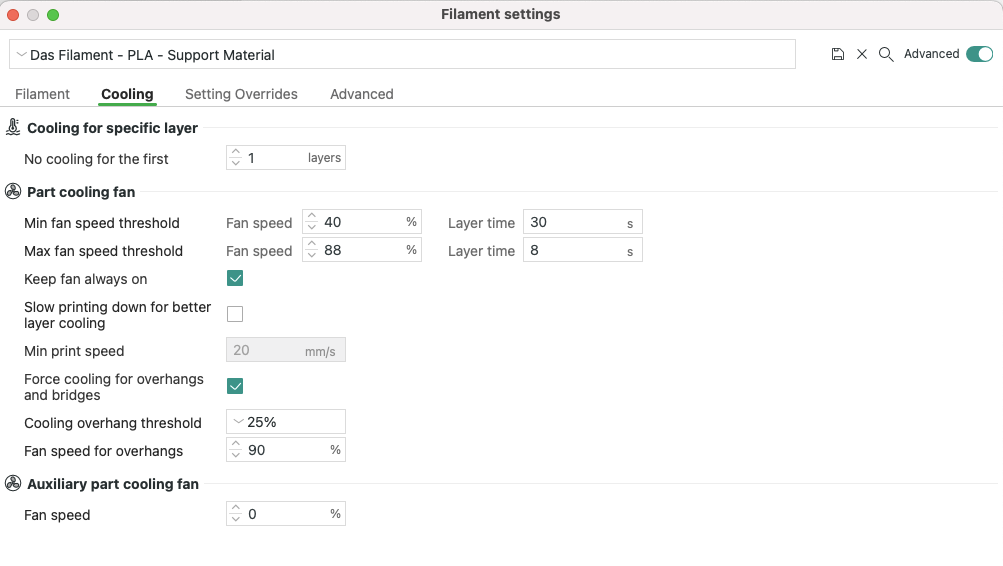 Filament settings
Das Filament - PLA - Support Material
Advanced
Filament Cooling Setting Overrides Advanced
Cooling for specific layer
No cooling for the first 1 layers
Part cooling fan
Min fan speed threshold Fan speed 40 % Layer time 30 s
Max fan speed threshold Fan speed 88 % Layer time 8 s
Keep fan always on
Slow printing down for better
layer cooling
Min print speed 20 mm/s
Force cooling for overhangs
and bridges
Cooling overhang threshold 25%
Fan speed for overhangs 90 %
Auxiliary part cooling fan
Fan speed 0 %